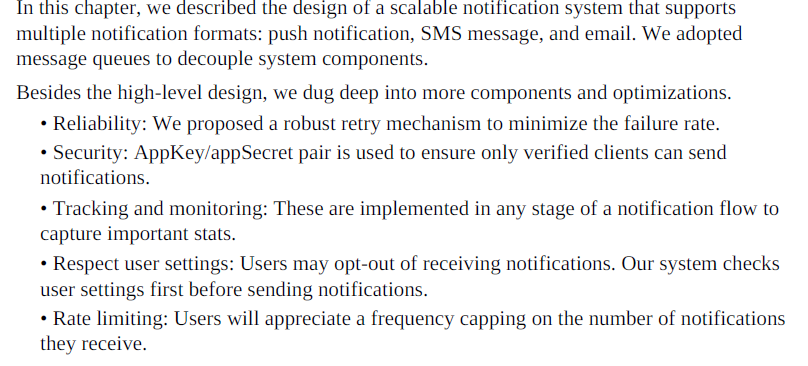 In this chapter, we described the design of a scalable notification system that supports
multiple notification formats: push notification, SMS message, and email. We adopted
message queues to decouple system components.
Besides the high-level design, we dug deep into more components and optimizations.
• Reliability: We proposed a robust retry mechanism to minimize the failure rate.
• Security: AppKey/appSecret pair is used to ensure only verified clients can send
notifications.
• Tracking and monitoring: These are implemented in any stage of a notification flow to
capture important stats.
• Respect user settings: Users may opt-out of receiving notifications. Our system checks
user settings first before sending notifications.
• Rate limiting: Users will appreciate a frequency capping on the number of notifications
they receive.